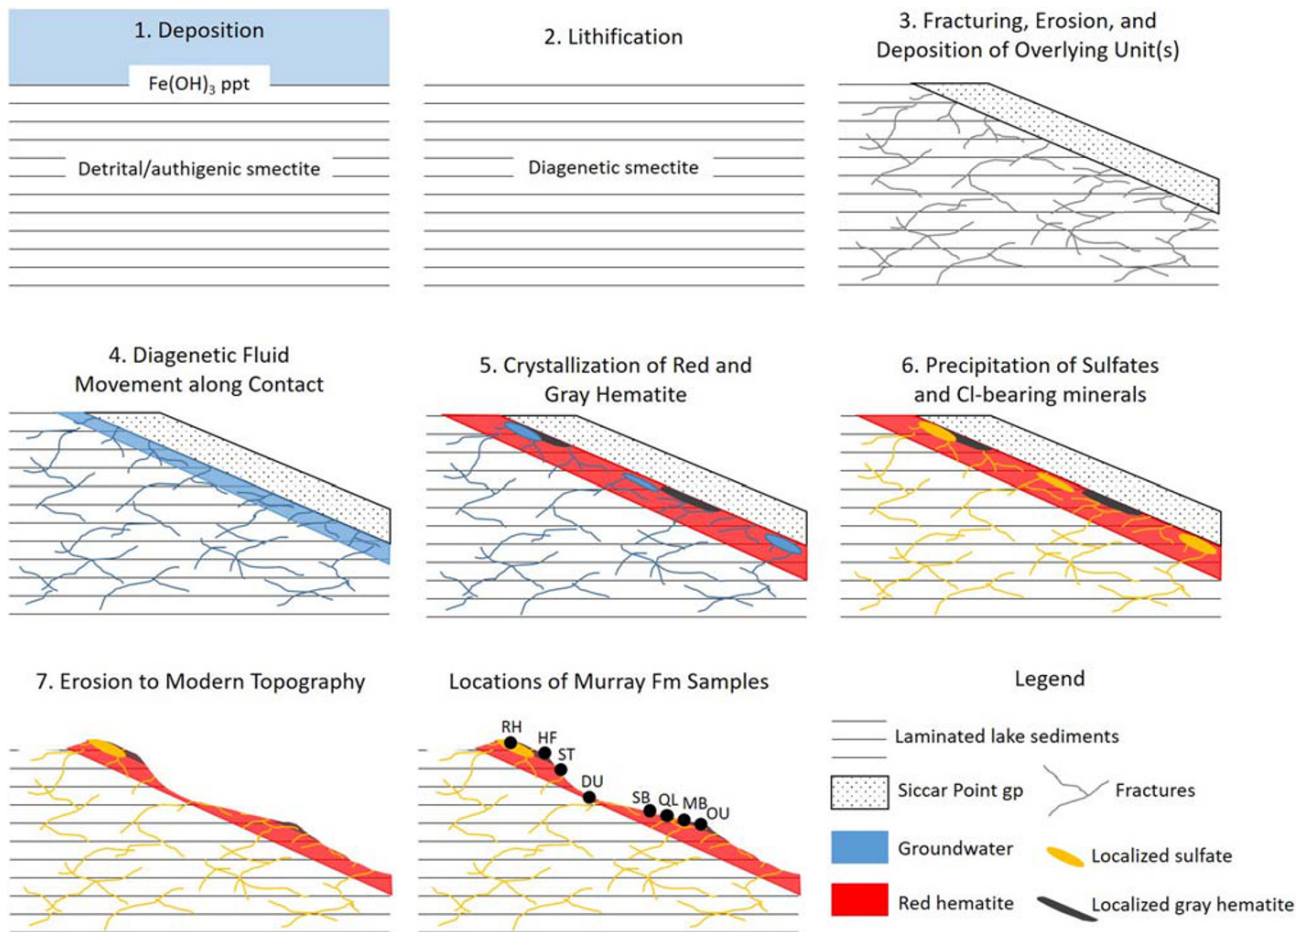 1. Deposition
Fe(OH)3 ppt
Detrital/authigenic smectite
2. Lithification
Diagenetic smectite
3. Fracturing, Erosion, and
Deposition of Overlying Unit(s)
4. Diagenetic Fluid
Movement along Contact
5. Crystallization of Red and
Gray Hematite
6. Precipitation of Sulfates
and Cl-bearing minerals
7. Erosion to Modern Topography
Locations of Murray Fm Samples
RH
HF
ST
DU
SB
QL
MB
OU
Legend
Laminated lake sediments
Siccar Point gp
Fractures
Groundwater
Localized sulfate
Red hematite
Localized gray hematite